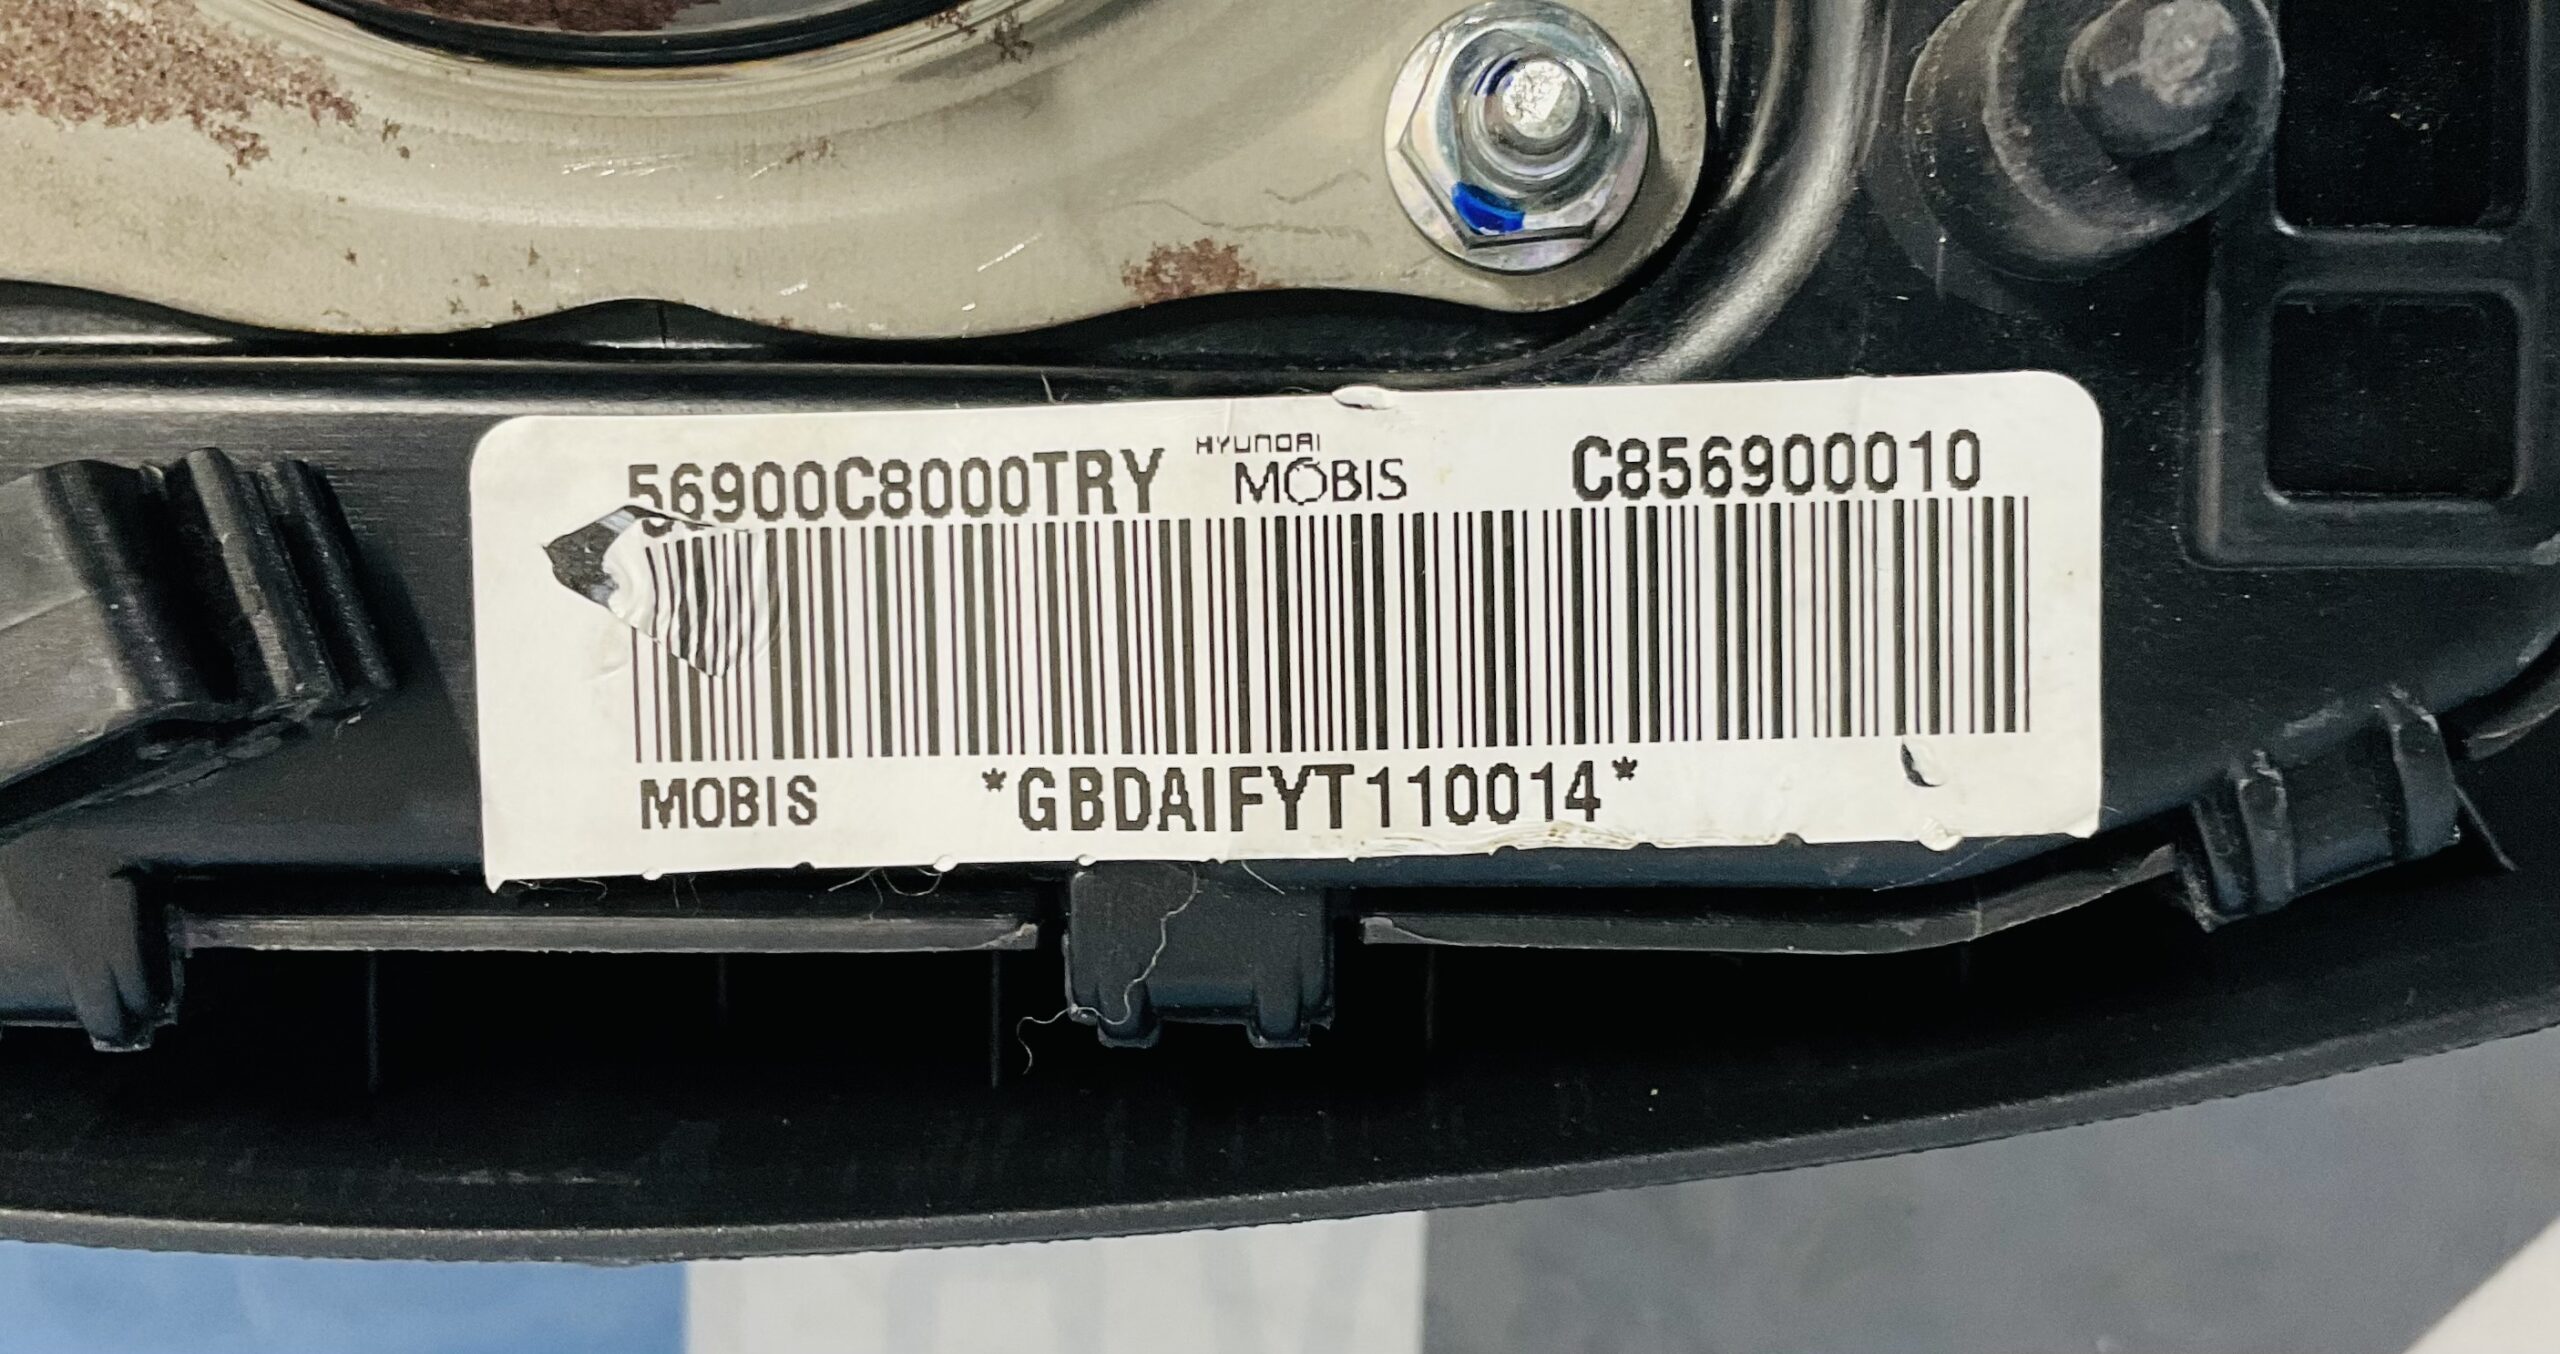 56900C8000TRY HYUNDAI MOBIS C856900010
MOBIS *GBDAIFYT110014*